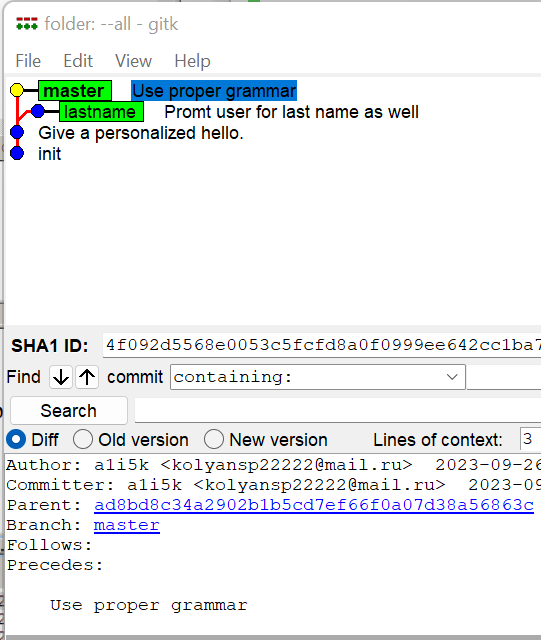 folder: --all - gitk
File Edit View Help
master Use proper grammar
lastname Promt user for last name as well
Give a personalized hello.
init
SHA1 ID: 4f092d5568e0053c5fcfd8a0f0999ee642cc1ba7
Find commit containing:
Search
Diff Old version New version Lines of context: 3
Author: a1i5k <kolyansp22222@mail.ru> 2023-09-26
Committer: a1i5k <kolyansp22222@mail.ru> 2023-09
Parent: ad8bd8c34a2902b1b5cd7ef66f0a07d38a56863c
Branch: master
Follows:
Precedes:
Use proper grammar